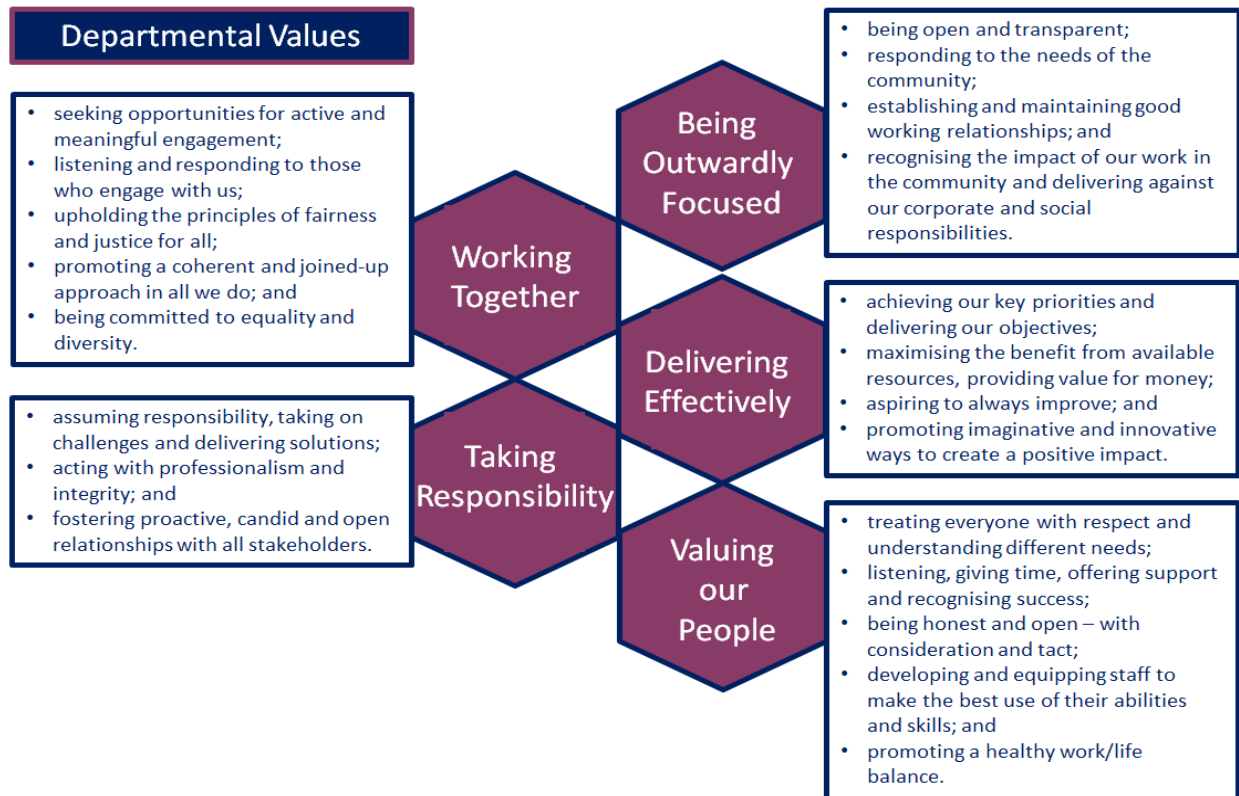 Departmental Values
• seeking opportunities for active and
meaningful engagement;
• listening and responding to those
who engage with us;
• upholding the principles of fairness
and justice for all;
• promoting a coherent and joined-up
approach in all we do; and
• being committed to equality and
diversity.
Working
Together
• assuming responsibility, taking on
challenges and delivering solutions;
• acting with professionalism and
integrity; and
• fostering proactive, candid and open
relationships with all stakeholders.
Taking
Responsibility
Being
Outwardly
Focused
• being open and transparent;
• responding to the needs of the
community;
• establishing and maintaining good
working relationships; and
• recognising the impact of our work in
the community and delivering against
our corporate and social
responsibilities.
Delivering
Effectively
• achieving our key priorities and
delivering our objectives;
• maximising the benefit from available
resources, providing value for money;
• aspiring to always improve; and
• promoting imaginative and innovative
ways to create a positive impact.
Valuing
our
People
• treating everyone with respect and
understanding different needs;
• listening, giving time, offering support
and recognising success;
• being honest and open – with
consideration and tact;
• developing and equipping staff to
make the best use of their abilities
and skills; and
• promoting a healthy work/life
balance.